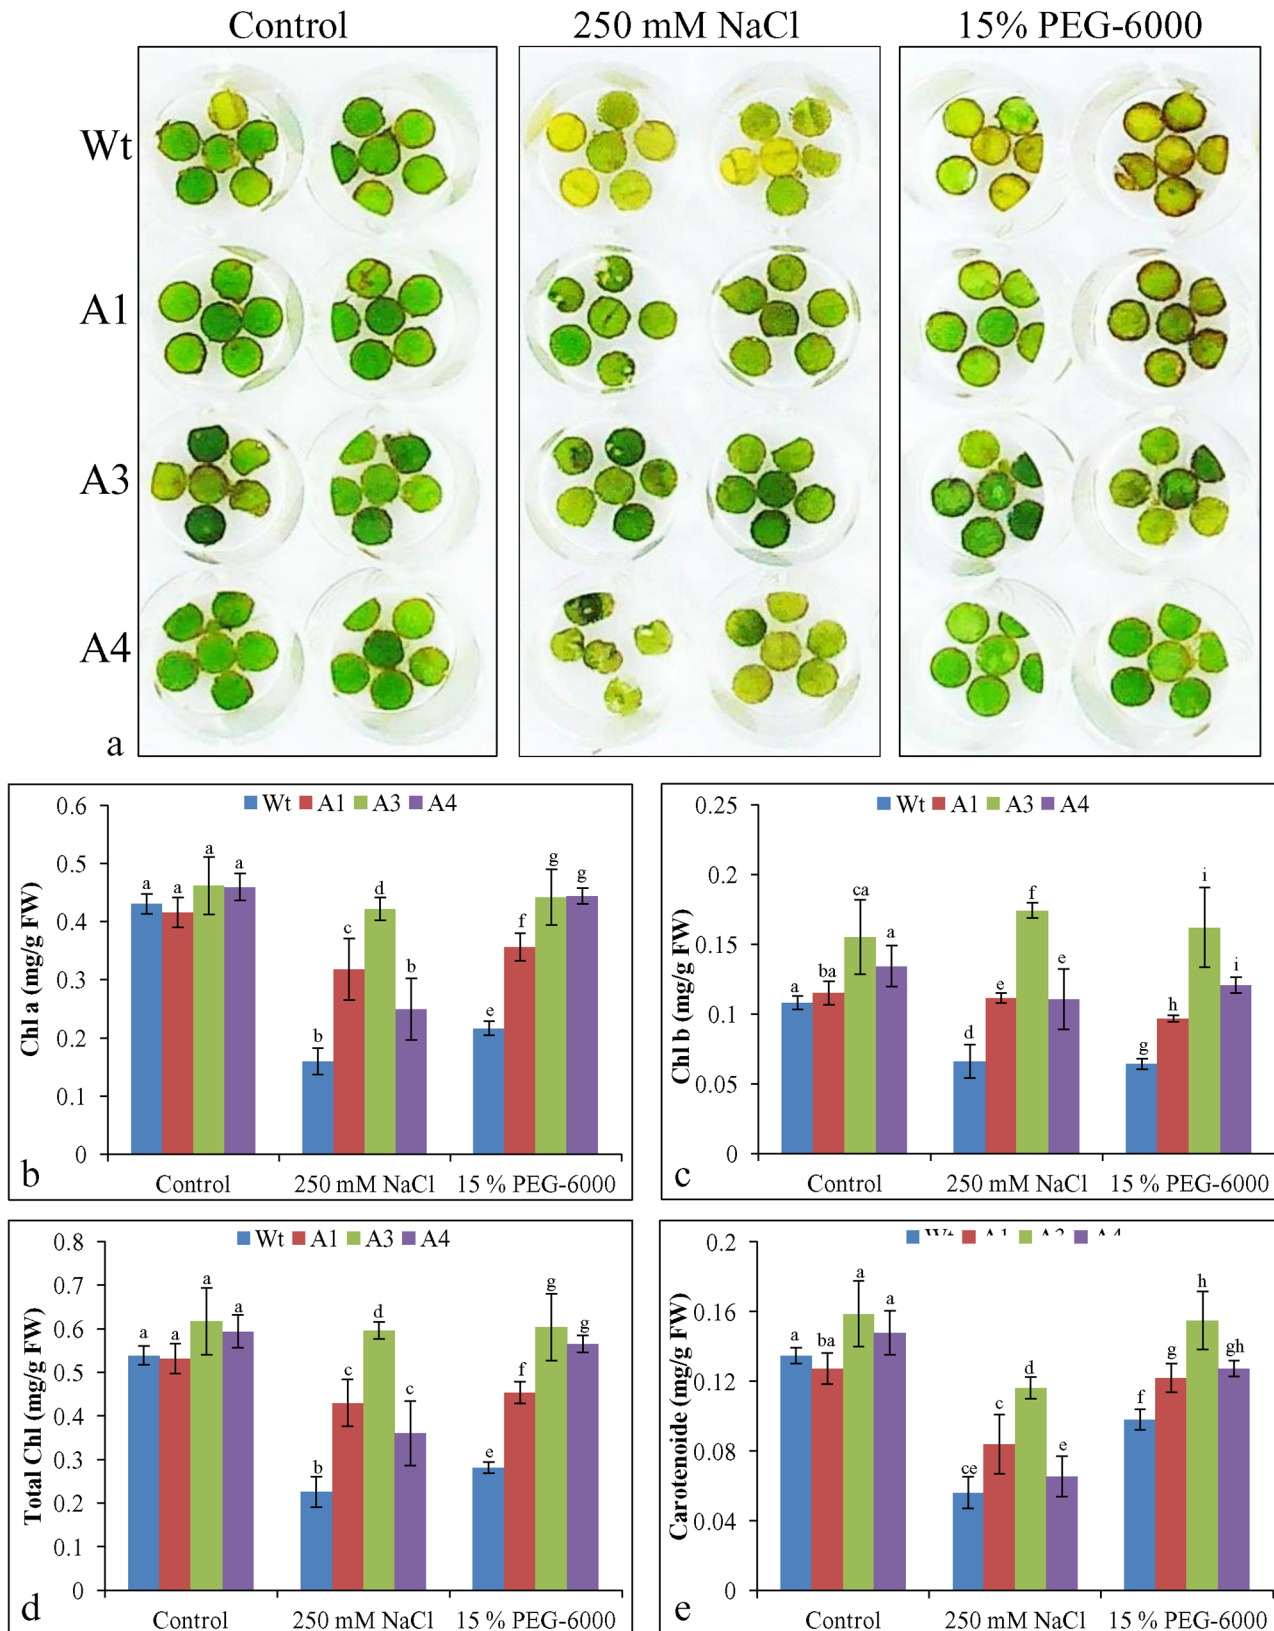 Control 250 mM NaCl 15% PEG-6000
Wt
A1
A3
A4
a
Wt A1 A3 A4
Chl a (mg/g FW)
0.6
0.5
0.4
0.3
0.2
0.1
0
a a a a
b c d b
e f g g
Control 250 mM NaCl 15 % PEG-6000
b
Wt A1 A3 A4
Chl b (mg/g FW)
0.25
0.2
0.15
0.1
0.05
0
a ba ca a
d e f e
g h i i
Control 250 mM NaCl 15 % PEG-6000
c
Wt A1 A3 A4
Total Chl (mg/g FW)
0.8
0.7
0.6
0.5
0.4
0.3
0.2
0.1
0
a a a a
b c d c
e f g g
Control 250 mM NaCl 15 % PEG-6000
d
Wt A1 A3 A4
Carotenoide (mg/g FW)
0.2
0.16
0.12
0.08
0.04
0
a ba a a
ce c d e
f g h gh
Control 250 mM NaCl 15 % PEG-6000
e